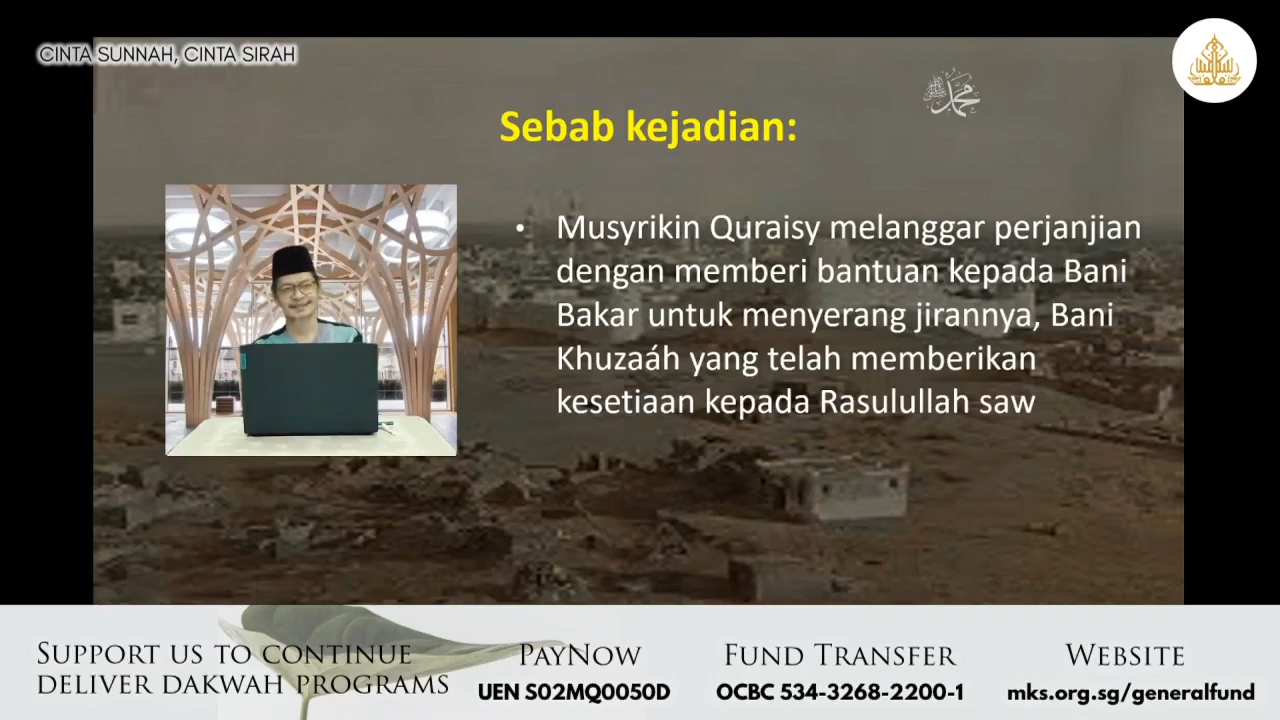 CINTA SUNNAH, CINTA SIRAH
محمد
Sebab kejadian:
• Musyrikin Quraisy melanggar perjanjian
dengan memberi bantuan kepada Bani
Bakar untuk menyerang jirannya, Bani
Khuzaáh yang telah memberikan
kesetiaan kepada Rasulullah saw
SUPPORT US TO CONTINUE
DELIVER DAKWAH PROGRAMS
PAYNOW
UEN S02MQ0050D
FUND TRANSFER
OCBC 534-3268-2200-1
WEBSITE
mks.org.sg/generalfund